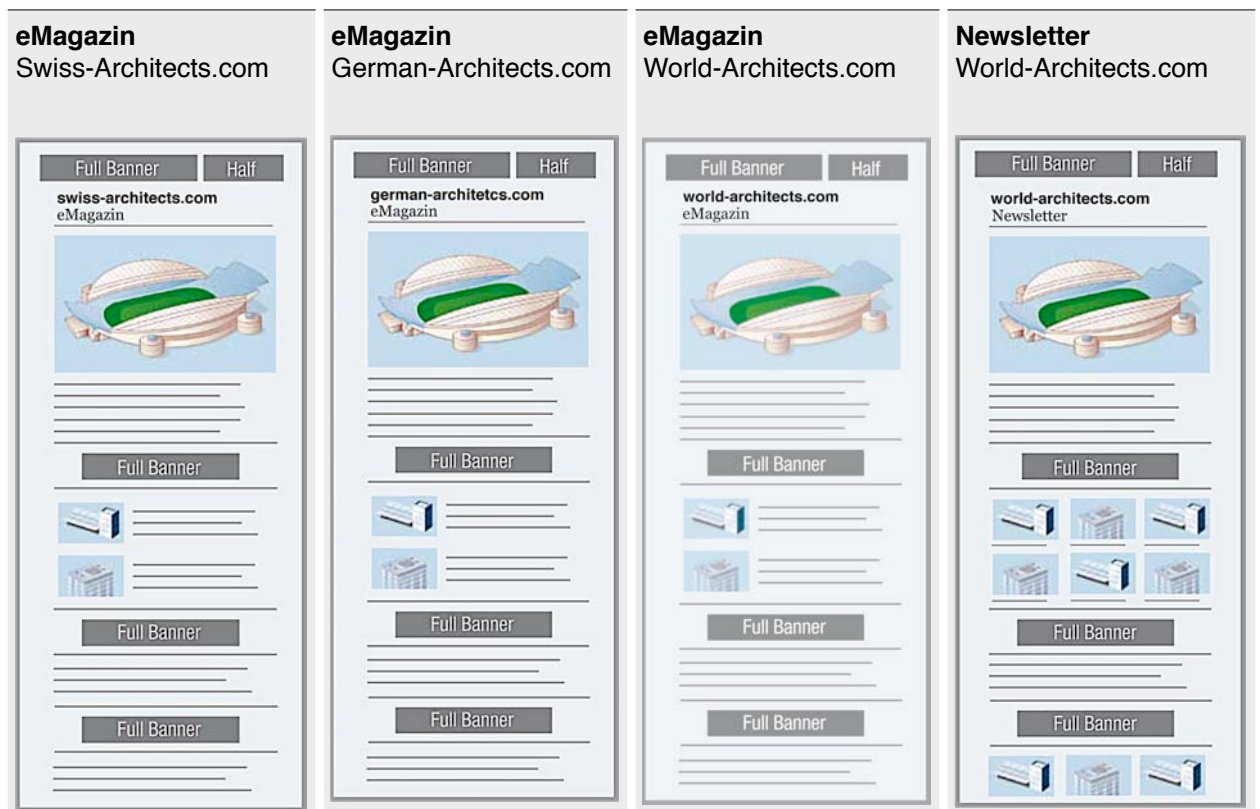 eMagazin
Swiss-Architects.com
Full Banner
Half
swiss-architects.com
eMagazin
Full Banner
Full Banner
Full Banner
eMagazin
German-Architects.com
Full Banner
Half
german-architetcs.com
eMagazin
Full Banner
Full Banner
Full Banner
eMagazin
World-Architects.com
Full Banner
Half
world-architects.com
eMagazin
Full Banner
Full Banner
Full Banner
Newsletter
World-Architects.com
Full Banner
Half
world-architects.com
Newsletter
Full Banner
Full Banner
Full Banner